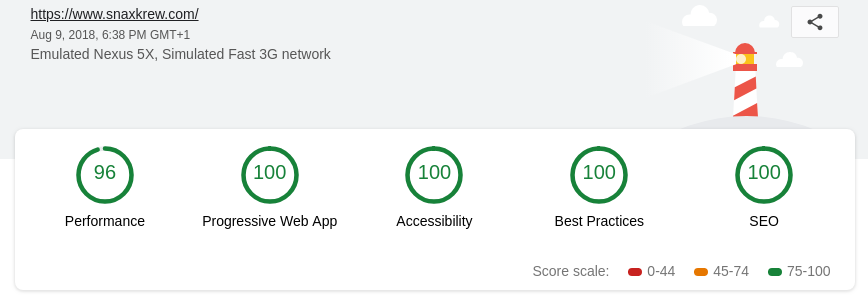 https://www.snaxkrew.com/
Aug 9, 2018, 6:38 PM GMT+1
Emulated Nexus 5X, Simulated Fast 3G network
96 100 100 100 100
Performance Progressive Web App Accessibility Best Practices SEO
Score scale: 0-44 45-74 75-100